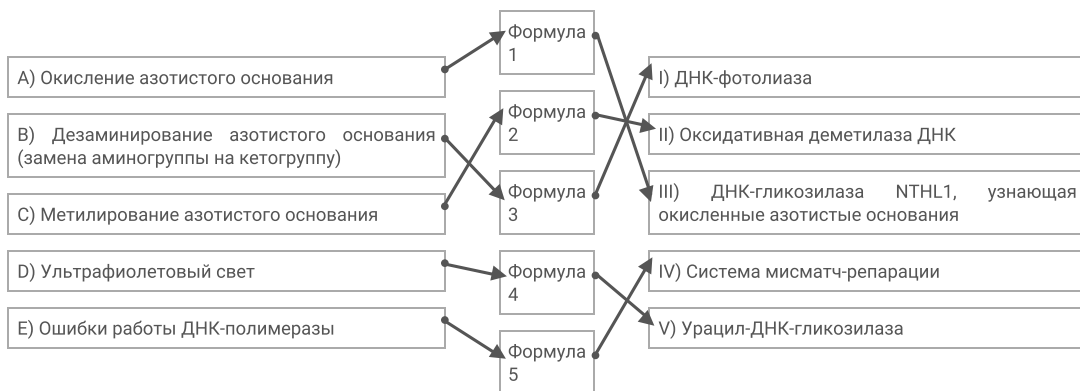 A) Окисление азотистого основания
B) Дезаминирование азотистого основания
(замена аминогруппы на кетогруппу)
C) Метилирование азотистого основания
D) Ультрафиолетовый свет
E) Ошибки работы ДНК-полимеразы
Формула
1
Формула
2
Формула
3
Формула
4
Формула
5
I) ДНК-фотолиаза
II) Оксидативная деметилаза ДНК
III) ДНК-гликозилаза NTHL1, узнающая
окисленные азотистые основания
IV) Система мисматч-репарации
V) Урацил-ДНК-гликозилаза